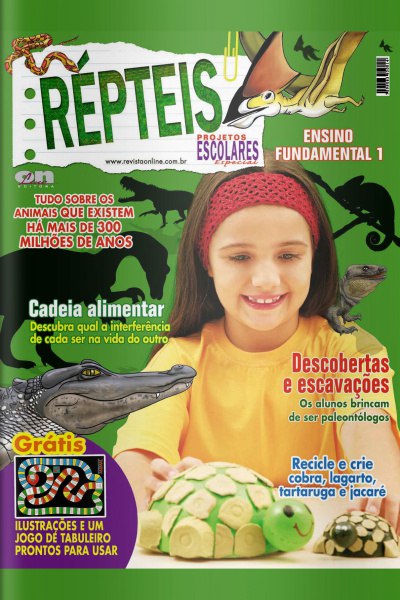 RÉPTEIS
PROJETOS
ESCOLARES
Especial
www.revistaonline.com.br
ENSINO
FUNDAMENTAL 1
on
EDITORA
TUDO SOBRE OS
ANIMAIS QUE EXISTEM
HÁ MAIS DE 300
MILHÕES DE ANOS
Cadeia alimentar
Descubra qual a interferência
de cada ser na vida do outro
Descobertas
e escavações
Os alunos brincam
de ser paleontólogos
Recicle e crie
cobra, lagarto,
tartaruga e jacaré
Grátis
ILUSTRAÇÕES E UM
JOGO DE TABULEIRO
PRONTOS PARA USAR